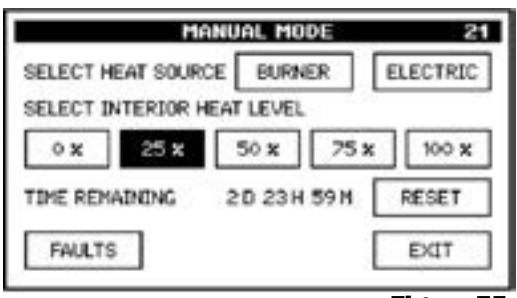 MANUAL MODE 21
SELECT HEAT SOURCE BURNER ELECTRIC
SELECT INTERIOR HEAT LEVEL
0 % 25 % 50 % 75 % 100 %
TIME REMAINING 2D 23H 59M RESET
FAULTS EXIT